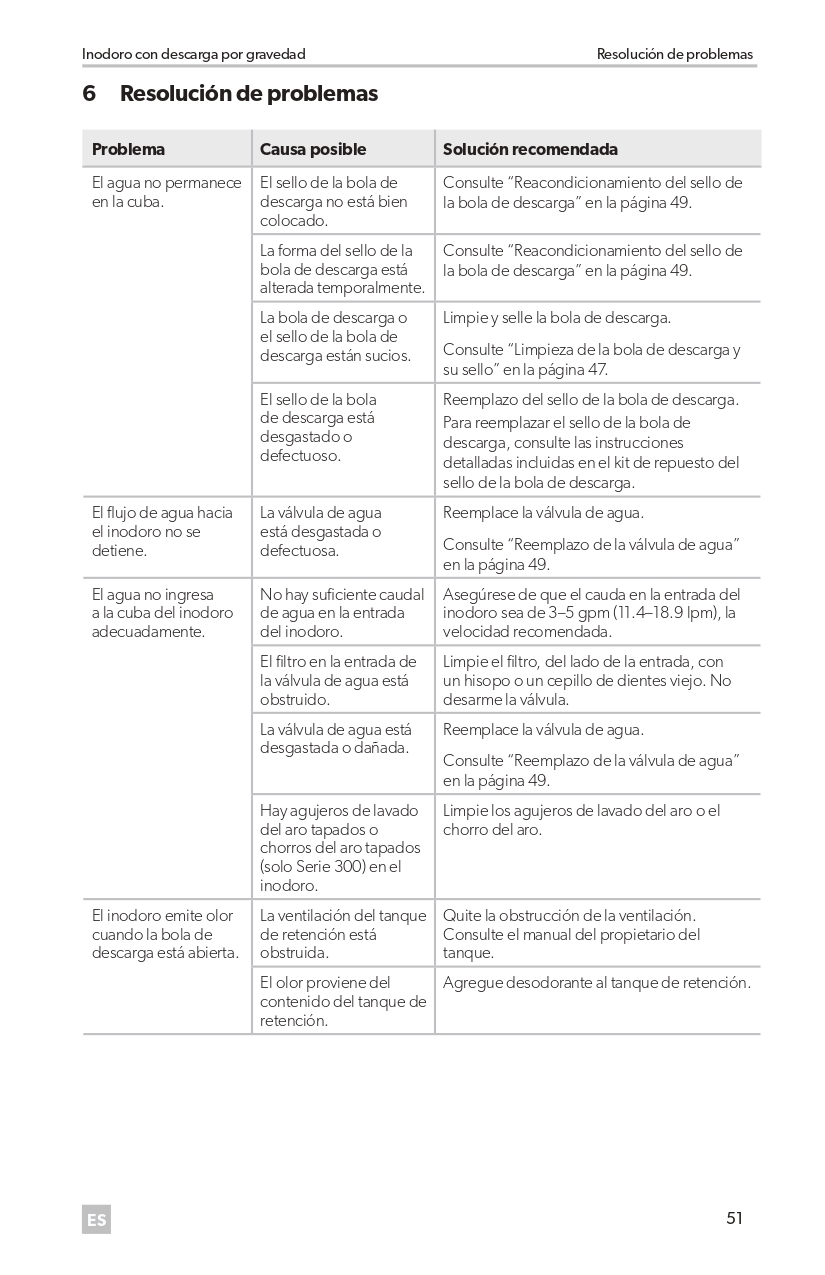 Inodoro con descarga por gravedad
Resolución de problemas
6 Resolución de problemas
Problema
Causa posible
Solución recomendada
El agua no permanece
en la cuba.
El sello de la bola de
descarga no está bien
colocado.
Consulte “Reacondicionamiento del sello de
la bola de descarga” en la página 49.
La forma del sello de la
bola de descarga está
alterada temporalmente.
Consulte “Reacondicionamiento del sello de
la bola de descarga” en la página 49.
La bola de descarga o
el sello de la bola de
descarga están sucios.
Limpie y selle la bola de descarga.
Consulte “Limpieza de la bola de descarga y
su sello” en la página 47.
El sello de la bola
de descarga está
desgastado o
defectuoso.
Reemplazo del sello de la bola de descarga.
Para reemplazar el sello de la bola de
descarga, consulte las instrucciones
detalladas incluidas en el kit de repuesto del
sello de la bola de descarga.
El flujo de agua hacia
el inodoro no se
detiene.
La válvula de agua
está desgastada o
defectuosa.
Reemplace la válvula de agua.
Consulte “Reemplazo de la válvula de agua”
en la página 49.
El agua no ingresa
a la cuba del inodoro
adecuadamente.
No hay suficiente caudal
de agua en la entrada
del inodoro.
Asegúrese de que el cauda en la entrada del
inodoro sea de 3–5 gpm (11.4–18.9 lpm), la
velocidad recomendada.
El filtro en la entrada de
la válvula de agua está
obstruido.
Limpie el filtro, del lado de la entrada, con
un hisopo o un cepillo de dientes viejo. No
desarme la válvula.
La válvula de agua está
desgastada o dañada.
Reemplace la válvula de agua.
Consulte “Reemplazo de la válvula de agua”
en la página 49.
Hay agujeros de lavado
del aro tapados o
chorros del aro tapados
(solo Serie 300) en el
inodoro.
Limpie los agujeros de lavado del aro o el
chorro del aro.
El inodoro emite olor
cuando la bola de
descarga está abierta.
La ventilación del tanque
de retención está
obstruida.
Quite la obstrucción de la ventilación.
Consulte el manual del propietario del
tanque.
El olor proviene del
contenido del tanque de
retención.
Agregue desodorante al tanque de retención.
ES
51